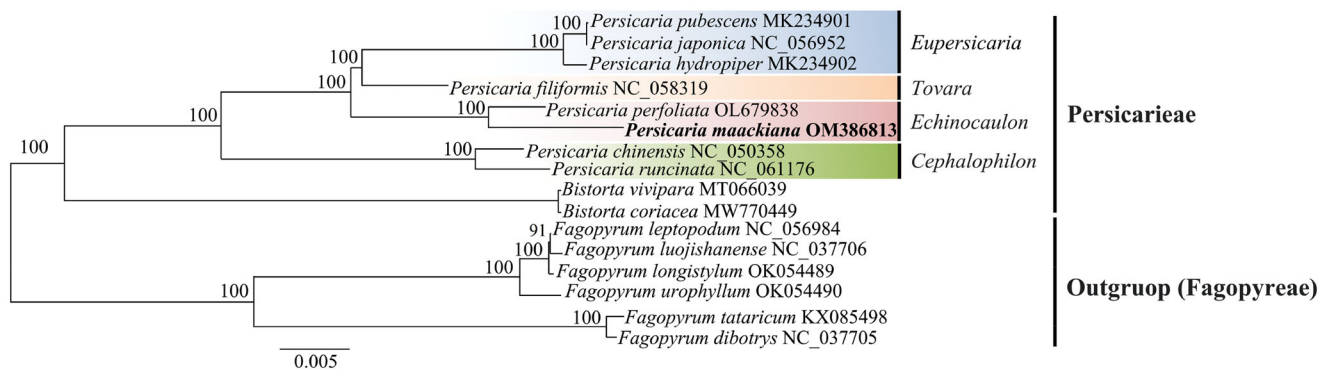 100 Persicaria pubescens MK234901
100 Persicaria japonica NC_056952
Persicaria hydropiper MK234902
Eupersicaria
100
100
Persicaria filiformis NC_058319
Tovara
100
100 Persicaria perfoliata OL679838
Persicaria maackiana OM386813
Echinocaulon
Persicarieae
100
100 Persicaria chinensis NC_050358
Persicaria runcinata NC_061176
Cephalophilon
Bistorta vivipara MT066039
Bistorta coriacea MW770449
91 Fagopyrum leptopodum NC_056984
100 Fagopyrum luojishanense NC_037706
100 Fagopyrum longistylum OK054489
Fagopyrum urophyllum OK054490
100
Outgruop (Fagopyreae)
100 Fagopyrum tataricum KX085498
Fagopyrum dibotrys NC_037705
0.005